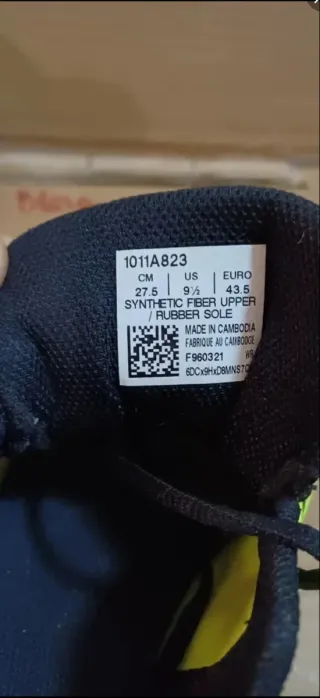 1011A823
CM | US | EURO
27.5 | 9½ | 43.5
SYNTHETIC FIBER UPPER
/ RUBBER SOLE
MADE IN CAMBODIA
FABRIQUE AU CAMBODGE
F960321